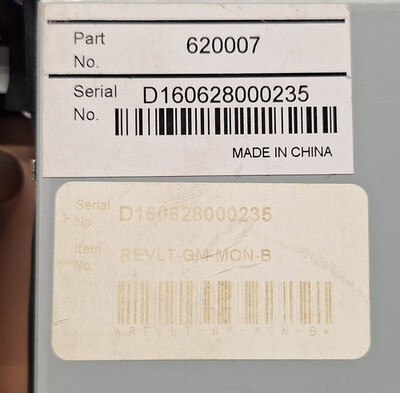 Part No. 620007
Serial No. D160628000235
MADE IN CHINA
Serial No. D160628000235
Item No. REVLT-GM-MON-B